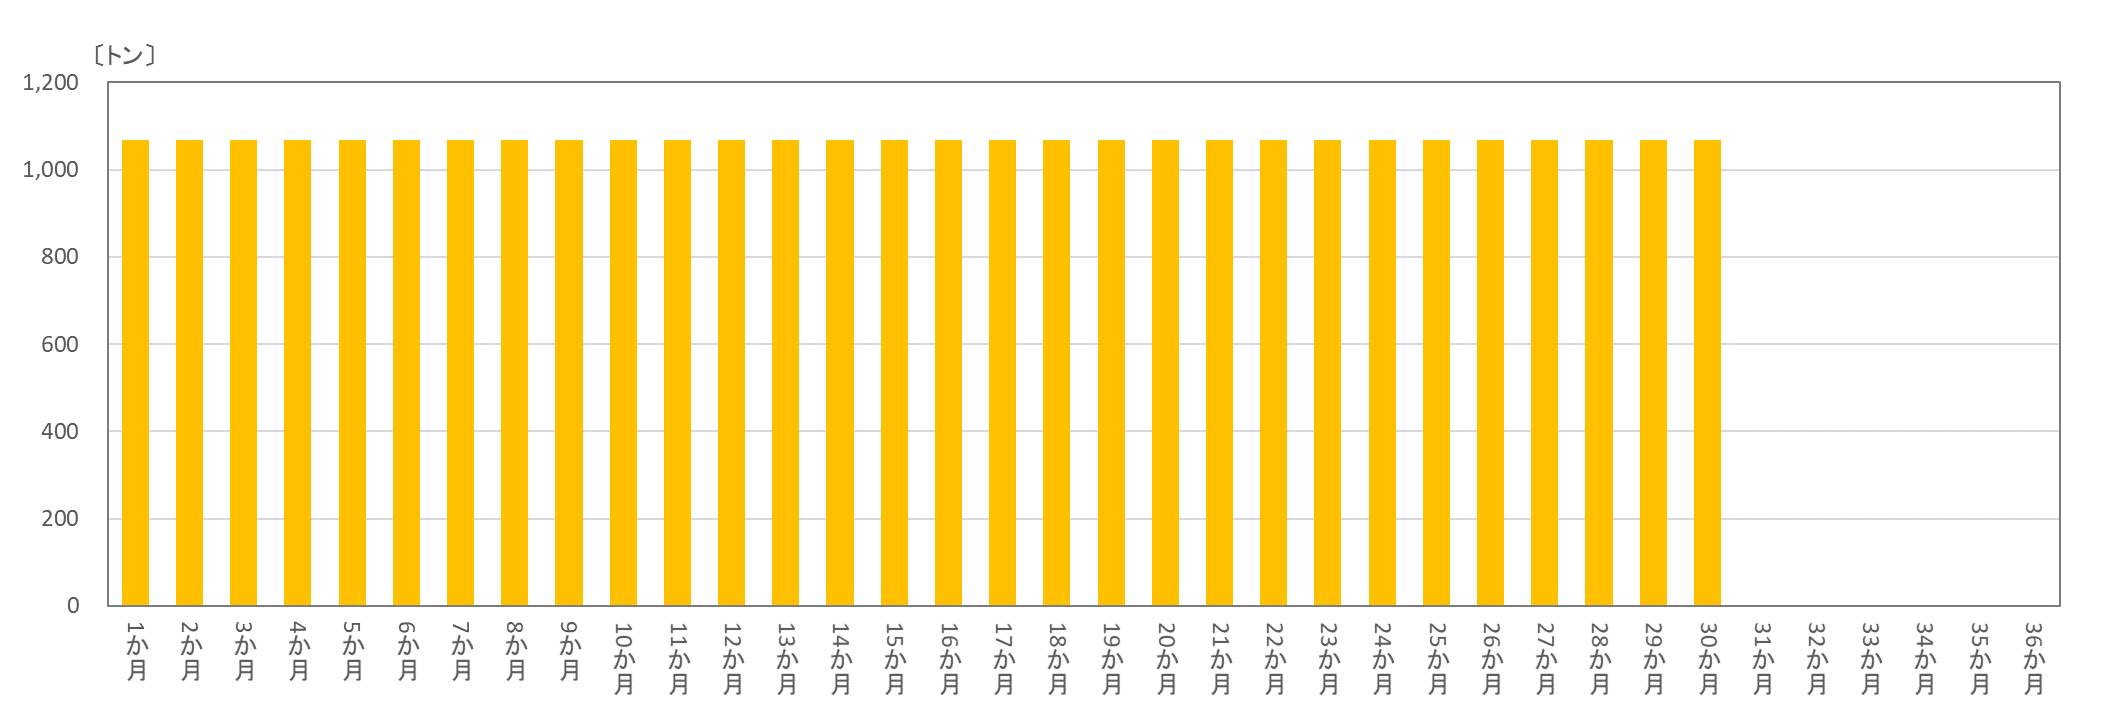 〔トン〕
1,200
1,000
800
600
400
200
0
1か月
2か月
3か月
4か月
5か月
6か月
7か月
8か月
9か月
10か月
11か月
12か月
13か月
14か月
15か月
16か月
17か月
18か月
19か月
20か月
21か月
22か月
23か月
24か月
25か月
26か月
27か月
28か月
29か月
30か月
31か月
32か月
33か月
34か月
35か月
36か月